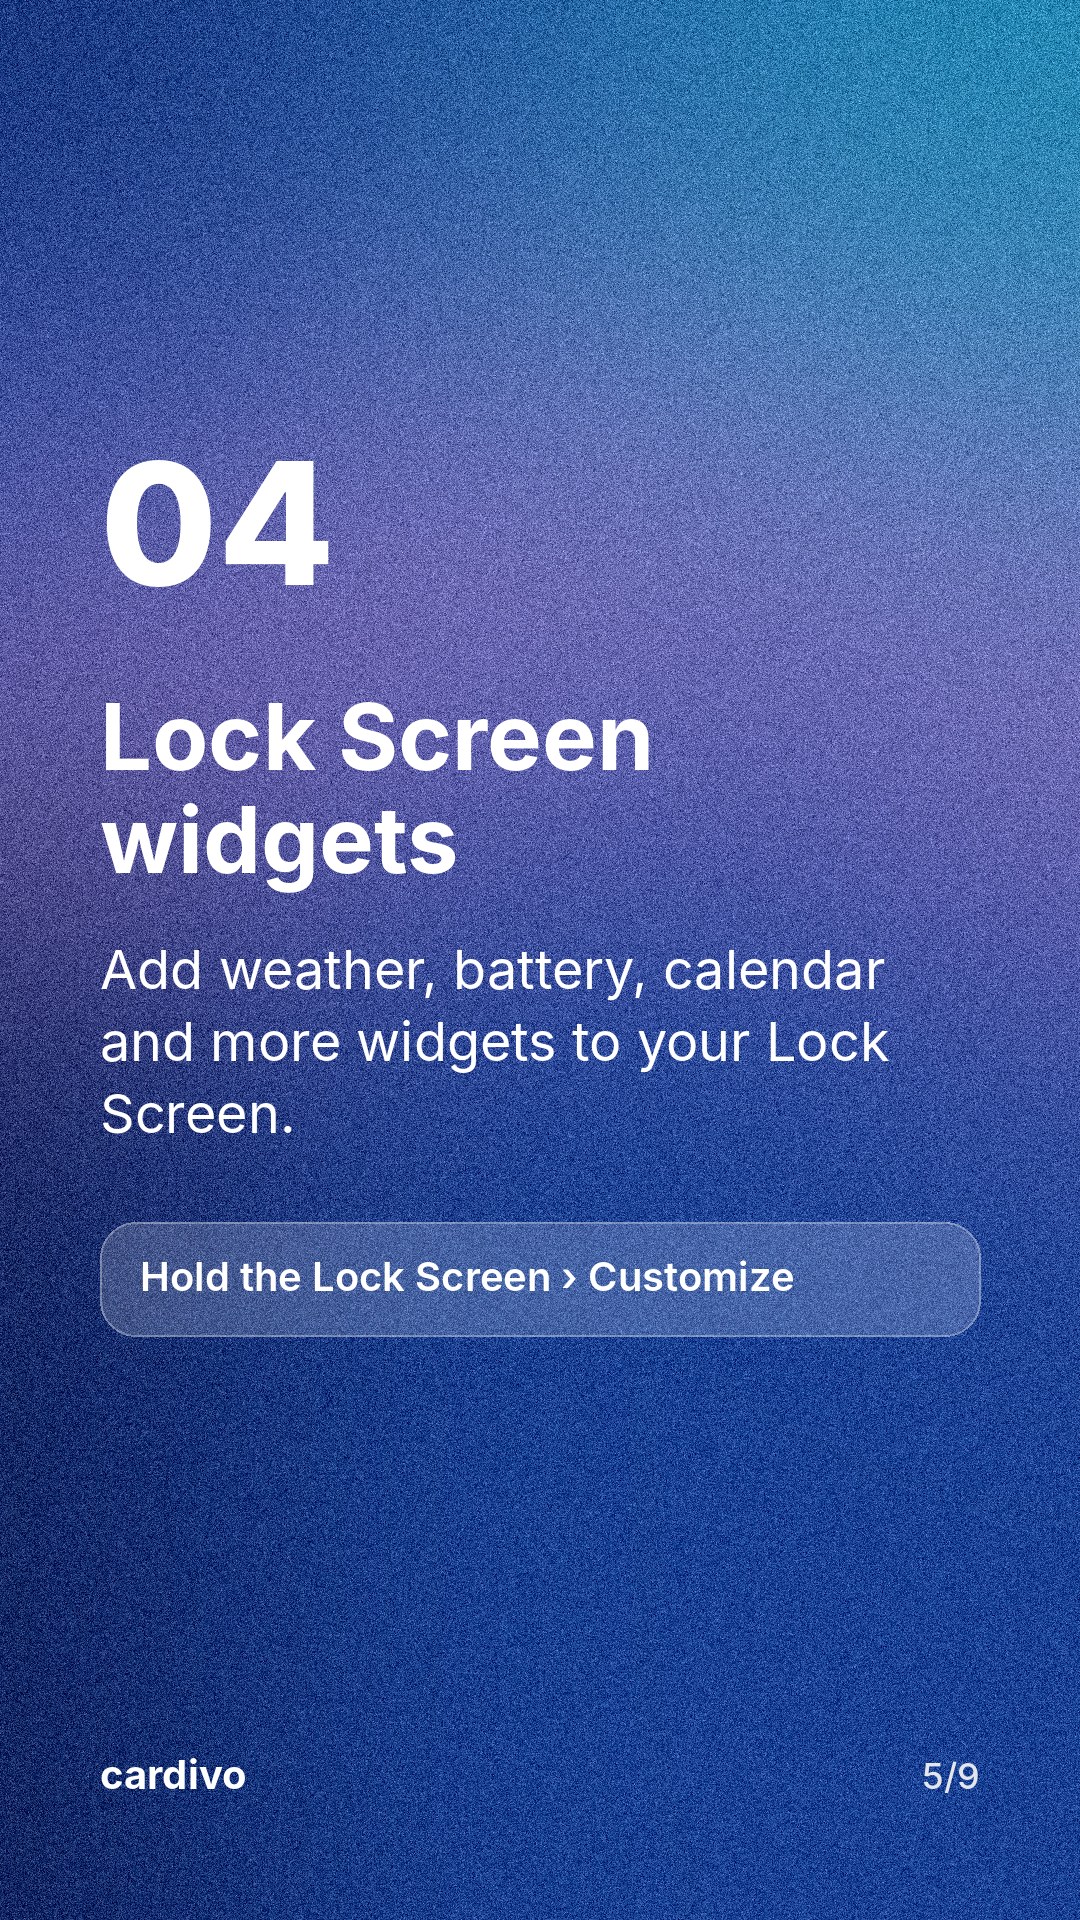 04
Lock Screen
widgets
Add weather, battery, calendar
and more widgets to your Lock
Screen.
Hold the Lock Screen › Customize
cardivo
5/9